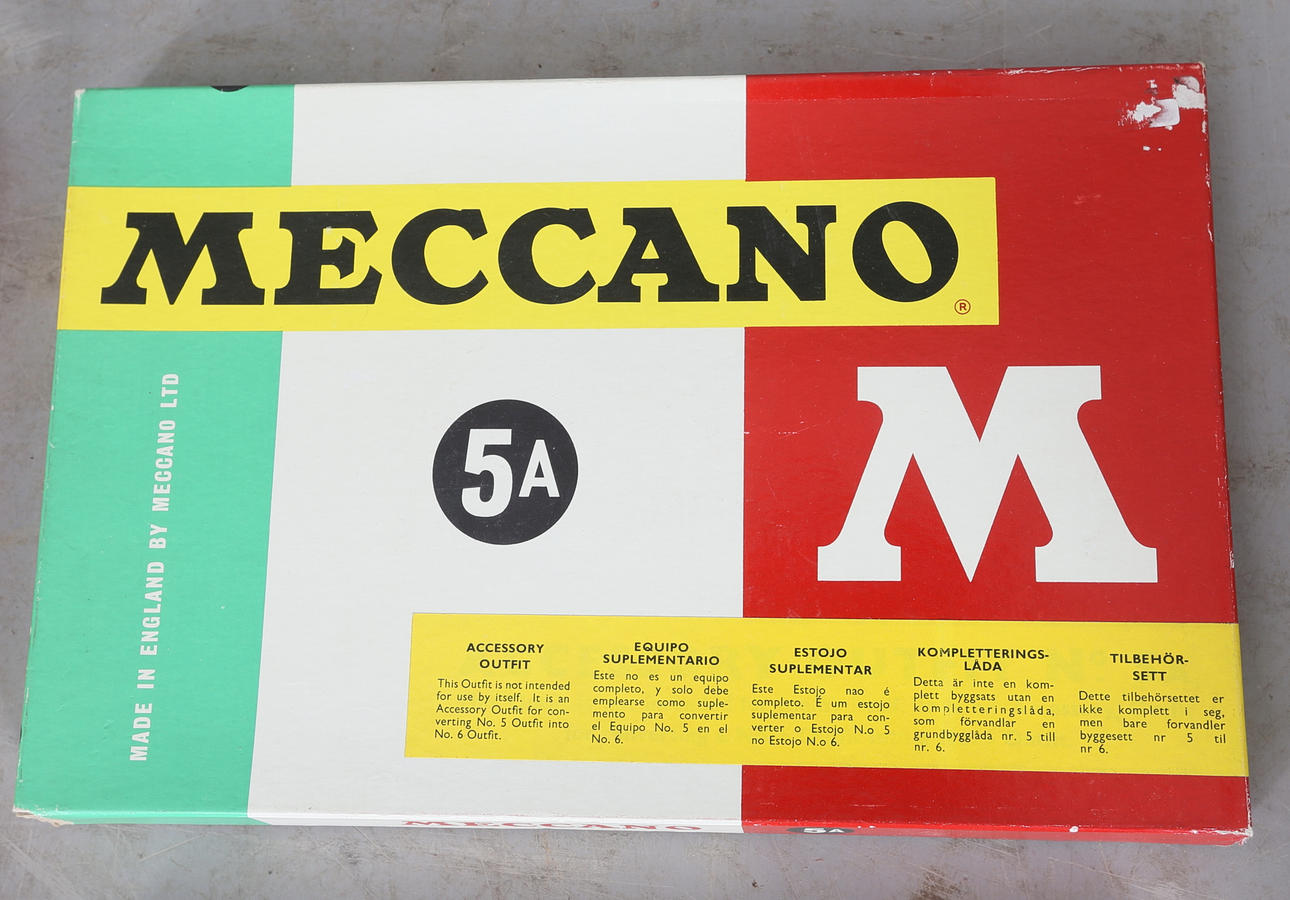 MECCANO
®
MADE IN ENGLAND BY MECCANO LTD
5A
M
ACCESSORY
OUTFIT
This Outfit is not intended
for use by itself. It is an
Accessory Outfit for con-
verting No. 5 Outfit into
No. 6 Outfit.
EQUIPO
SUPLEMENTARIO
Este no es un equipo
completo, y solo debe
emplearse como suple-
mento para convertir
el Equipo No. 5 en el
No. 6.
ESTOJO
SUPLEMENTAR
Este Estojo nao é
completo. É um estojo
suplementar para con-
verter o Estojo N.o 5
no Estojo N.o 6.
KOMPLETTERINGS-
LÅDA
Detta är inte en kom-
plett byggsats utan en
kompletteringslåda,
som förvandlar en
grundbygglåda nr. 5 till
nr. 6.
TILBEHÖR-
SETT
Dette tilbehörsettet er
ikke komplett i seg,
men bare forvandler
byggesett nr 5 til
nr 6.
MECCANO
5A